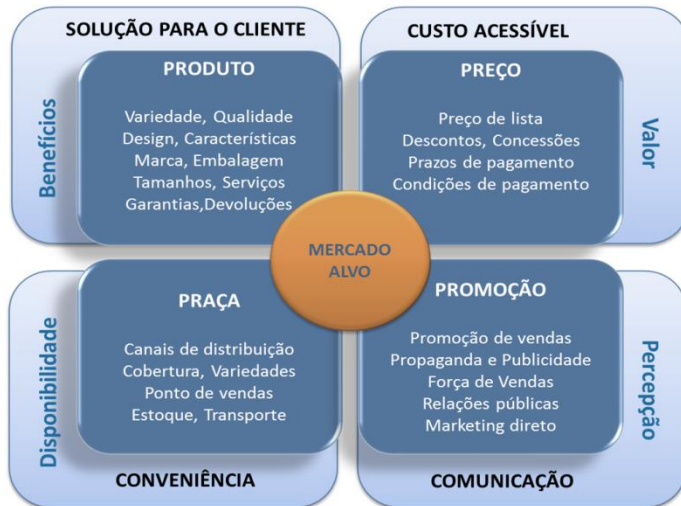 SOLUÇÃO PARA O CLIENTE
PRODUTO
Variedade, Qualidade
Design, Características
Marca, Embalagem
Tamanhos, Serviços
Garantias,Devoluções
Benefícios
CUSTO ACESSÍVEL
PREÇO
Preço de lista
Descontos, Concessões
Prazos de pagamento
Condições de pagamento
Valor
MERCADO
ALVO
PRAÇA
Canais de distribuição
Cobertura, Variedades
Ponto de vendas
Estoque, Transporte
Disponibilidade
CONVENIÊNCIA
PROMOÇÃO
Promoção de vendas
Propaganda e Publicidade
Força de Vendas
Relações públicas
Marketing direto
Percepção
COMUNICAÇÃO